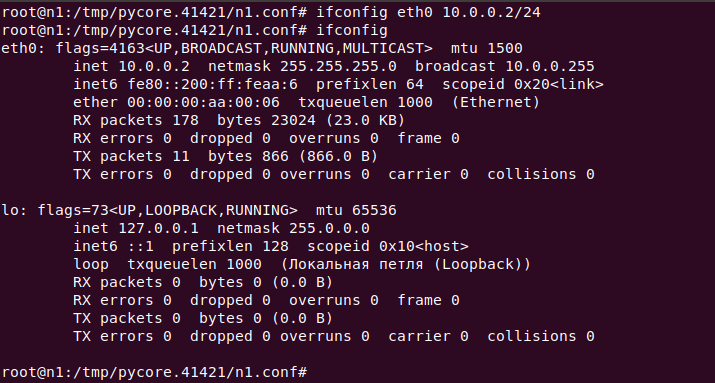 root@n1:/tmp/pycore.41421/n1.conf# ifconfig eth0 10.0.0.2/24
root@n1:/tmp/pycore.41421/n1.conf# ifconfig
eth0: flags=4163<UP,BROADCAST,RUNNING,MULTICAST>  mtu 1500
        inet 10.0.0.2  netmask 255.255.255.0  broadcast 10.0.0.255
        inet6 fe80::200:ff:feaa:6  prefixlen 64  scopeid 0x20<link>
        ether 00:00:00:aa:00:06  txqueuelen 1000  (Ethernet)
        RX packets 178  bytes 23024 (23.0 KB)
        RX errors 0  dropped 0  overruns 0  frame 0
        TX packets 11  bytes 866 (866.0 B)
        TX errors 0  dropped 0 overruns 0  carrier 0  collisions 0

lo: flags=73<UP,LOOPBACK,RUNNING>  mtu 65536
        inet 127.0.0.1  netmask 255.0.0.0
        inet6 ::1  prefixlen 128  scopeid 0x10<host>
        loop  txqueuelen 1000  (Локальная петля (Loopback))
        RX packets 0  bytes 0 (0.0 B)
        RX errors 0  dropped 0  overruns 0  frame 0
        TX packets 0  bytes 0 (0.0 B)
        TX errors 0  dropped 0 overruns 0  carrier 0  collisions 0

root@n1:/tmp/pycore.41421/n1.conf#